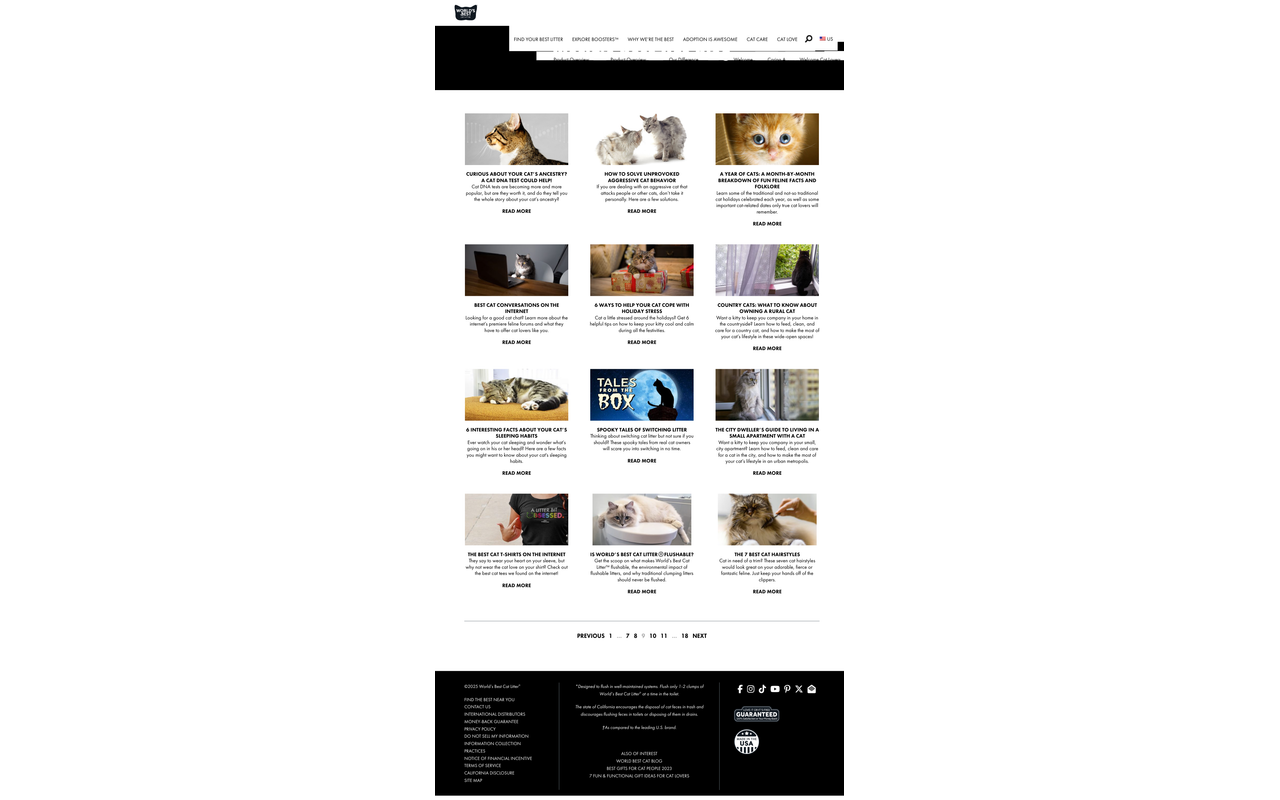 WORLD'S BEST
FIND YOUR BEST LITTER EXPLORE BOOSTERS™ WHY WE'RE THE BEST ADOPTION IS AWESOME CAT CARE CAT LOVE US
Product Overview Product Overview Our Difference Welcome Caring 4 Welcome Cat Lovers
CURIOUS ABOUT YOUR CAT'S ANCESTRY?
A CAT DNA TEST COULD HELP!
Cat DNA tests are becoming more and more
popular, but are they worth it, and do they tell you
the whole story about your cat's ancestry?
READ MORE
HOW TO SOLVE UNPROVOKED
AGGRESSIVE CAT BEHAVIOR
If you are dealing with an aggressive cat that
attacks people or other cats, don't take it
personally. Here are a few solutions.
READ MORE
A YEAR OF CATS: A MONTH-BY-MONTH
BREAKDOWN OF FUN FELINE FACTS AND
FOLKLORE
Learn some of the traditional and not-so traditional
cat holidays celebrated each year, as well as some
important cat-related dates only true cat lovers will
remember.
READ MORE
BEST CAT CONVERSATIONS ON THE
INTERNET
Looking for a good cat chat? Learn more about the
internet's premiere feline forums and what they
have to offer cat lovers like you.
READ MORE
6 WAYS TO HELP YOUR CAT COPE WITH
HOLIDAY STRESS
Cat a little stressed around the holidays? Get 6
helpful tips on how to keep your kitty cool and calm
during all the festivities.
READ MORE
COUNTRY CATS: WHAT TO KNOW ABOUT
OWNING A RURAL CAT
Want a kitty to keep you company in your home in
the countryside? Learn how to feed, clean, and
care for a country cat, and how to make the most of
your cat's lifestyle in these wide-open spaces!
READ MORE
6 INTERESTING FACTS ABOUT YOUR CAT'S
SLEEPING HABITS
Ever watch your cat sleeping and wonder what's
going on in his or her head? Here are a few facts
you might want to know about your cat's sleeping
habits.
READ MORE
TALES
FROM THE
BOX
SPOOKY TALES OF SWITCHING LITTER
Thinking about switching cat litter but not sure if you
should? These spooky tales from real cat owners
will scare you into switching in no time.
READ MORE
THE CITY DWELLER'S GUIDE TO LIVING IN A
SMALL APARTMENT WITH A CAT
Want a kitty to keep you company in your small,
city apartment? Learn how to feed, clean and care
for a cat in the city, and how to make the most of
your cat's lifestyle in an urban metropolis.
READ MORE
A LITTER BIT
OBSESSED.
THE BEST CAT T-SHIRTS ON THE INTERNET
They say to wear your heart on your sleeve, but
why not wear the cat love on your shirt? Check out
the best cat tees we found on the internet!
READ MORE
IS WORLD'S BEST CAT LITTER® FLUSHABLE?
Get the scoop on what makes World's Best Cat
Litter™ flushable, the environmental impact of
flushable litters, and why traditional clumping litters
should never be flushed.
READ MORE
THE 7 BEST CAT HAIRSTYLES
Cat in need of a trim? These seven cat hairstyles
would look great on your adorable, fierce or
fantastic feline. Just keep your hands off of the
clippers.
READ MORE
PREVIOUS 1 … 7 8 9 10 11 … 18 NEXT
©2025 World's Best Cat Litter®
FIND THE BEST NEAR YOU
CONTACT US
INTERNATIONAL DISTRIBUTORS
MONEY-BACK GUARANTEE
PRIVACY POLICY
DO NOT SELL MY INFORMATION
INFORMATION COLLECTION
PRACTICES
NOTICE OF FINANCIAL INCENTIVE
TERMS OF SERVICE
CALIFORNIA DISCLOSURE
SITE MAP
*Designed to flush in well-maintained systems. Flush only 1-2 clumps of
World's Best Cat Litter® at a time in the toilet.
The state of California encourages the disposal of cat feces in trash and
discourages flushing feces in toilets or disposing of them in drains.
†As compared to the leading U.S. brand.
ALSO OF INTEREST
WORLD BEST CAT BLOG
BEST GIFTS FOR CAT PEOPLE 2023
7 FUN & FUNCTIONAL GIFT IDEAS FOR CAT LOVERS
GUARANTEED
MADE IN THE
USA